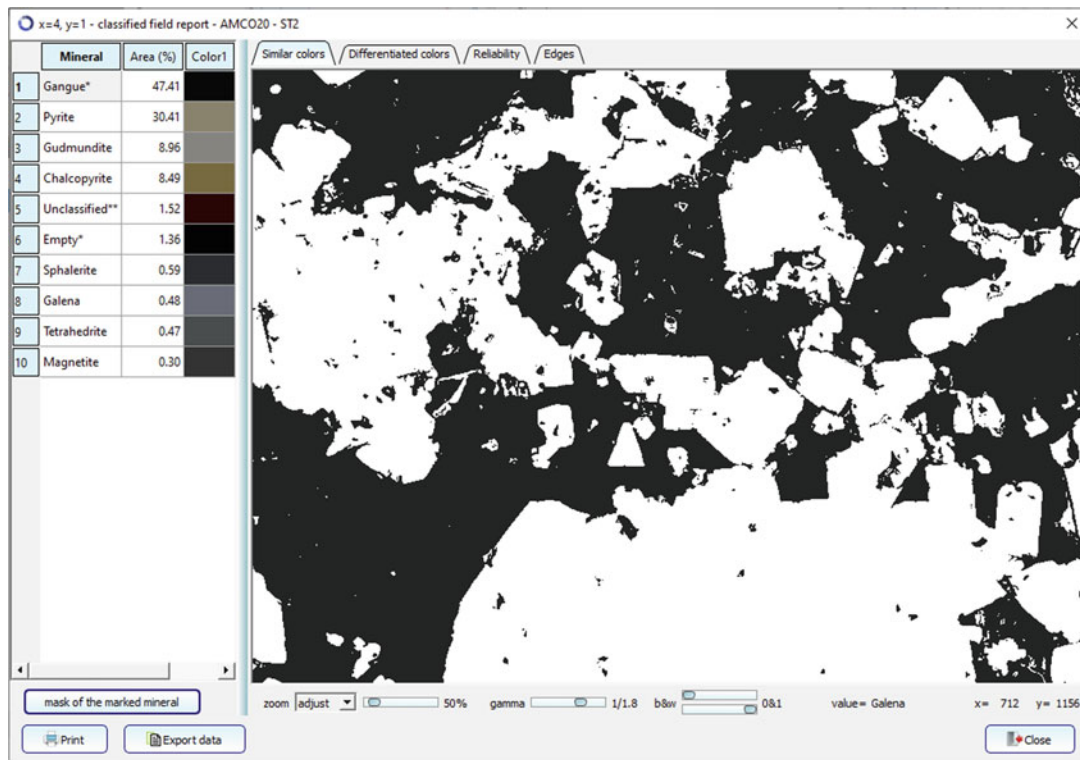 x=4, y=1 - classified field report - AMCO20 - ST2
Mineral Area (%) Color1
1 Gangue* 47.41
2 Pyrite 30.41
3 Gudmundite 8.96
4 Chalcopyrite 8.49
5 Unclassified** 1.52
6 Empty* 1.36
7 Sphalerite 0.59
8 Galena 0.48
9 Tetrahedrite 0.47
10 Magnetite 0.30
mask of the marked mineral
Print Export data
Similar colors Differentiated colors Reliability Edges
zoom adjust 50% gamma 1/1.8 b&w 0&1 value= Galena x= 712 y= 1156
Close